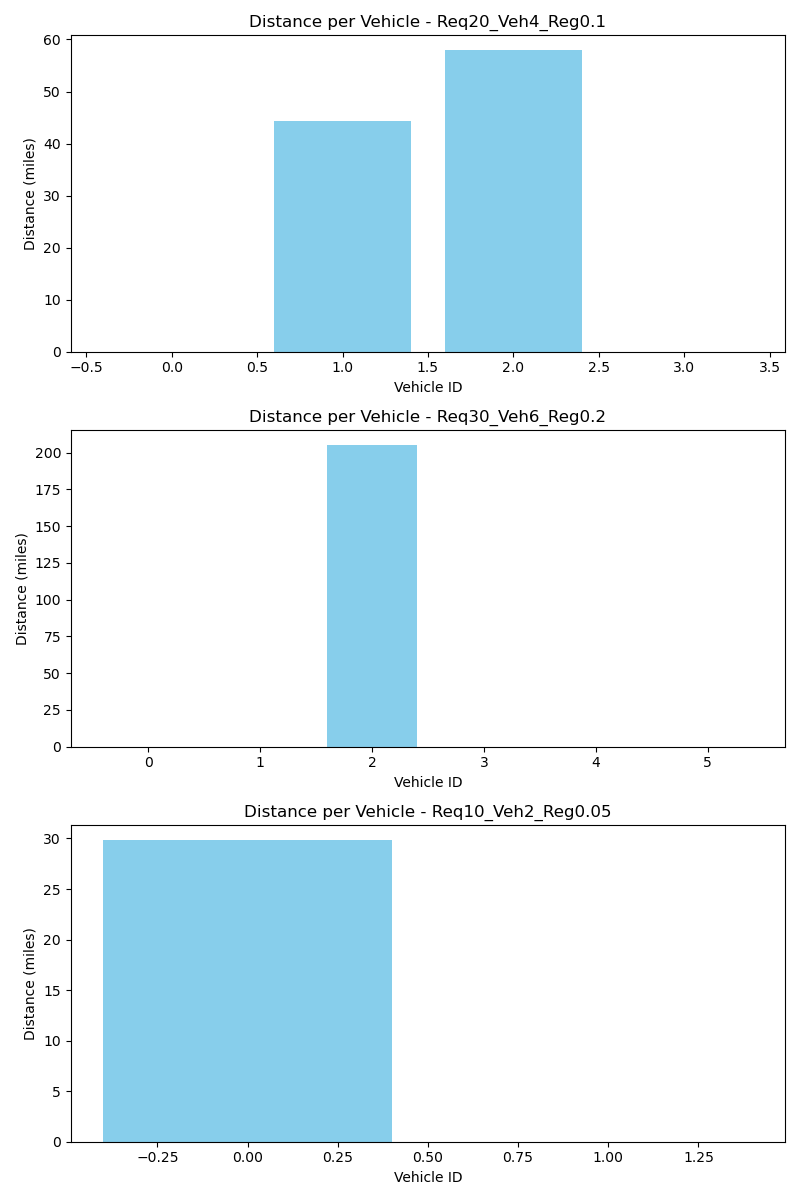 Distance per Vehicle - Req20_Veh4_Reg0.1
60
50
40
30
20
10
0
Distance (miles)
−0.5 0.0 0.5 1.0 1.5 2.0 2.5 3.0 3.5
Vehicle ID
Distance per Vehicle - Req30_Veh6_Reg0.2
200
175
150
125
100
75
50
25
0
Distance (miles)
0 1 2 3 4 5
Vehicle ID
Distance per Vehicle - Req10_Veh2_Reg0.05
30
25
20
15
10
5
0
Distance (miles)
−0.25 0.00 0.25 0.50 0.75 1.00 1.25
Vehicle ID